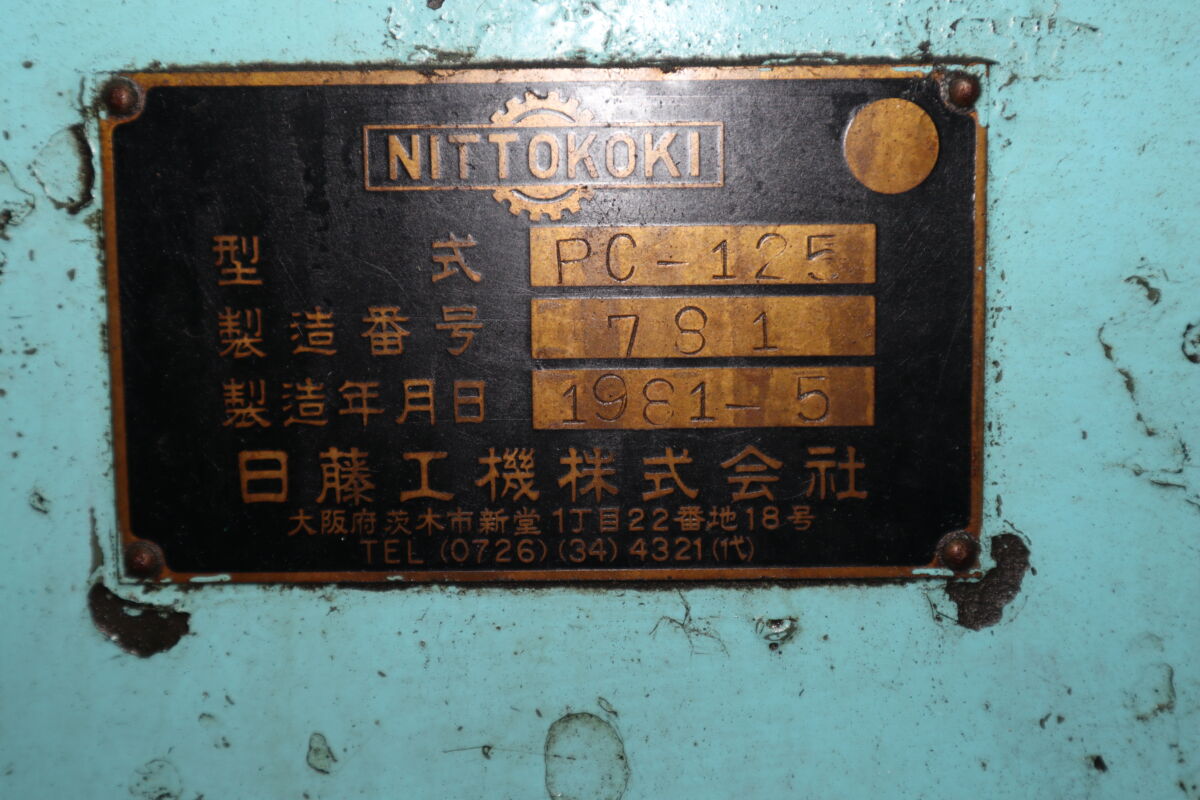 NITTOKOKI
型式 PC-125
製造番号 781
製造年月日 1981-5
日藤工機株式会社
大阪府茨木市新堂1丁目22番地18号
TEL (0726) (34) 4321 (代)